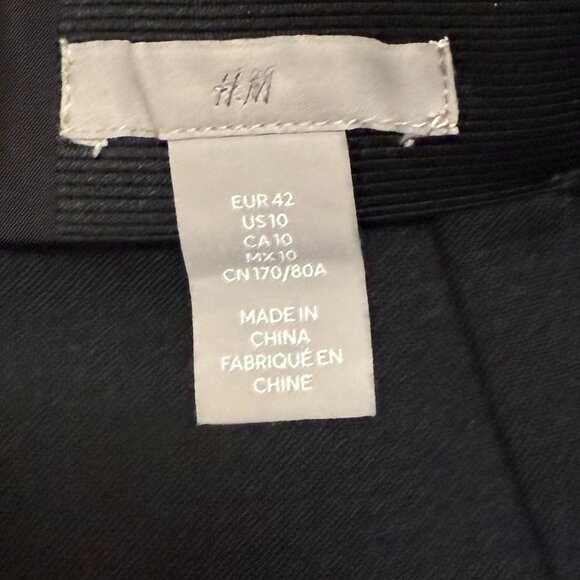 H&M
EUR 42
US 10
CA 10
MX 10
CN 170/80A
MADE IN
CHINA
FABRIQUÉ EN
CHINE